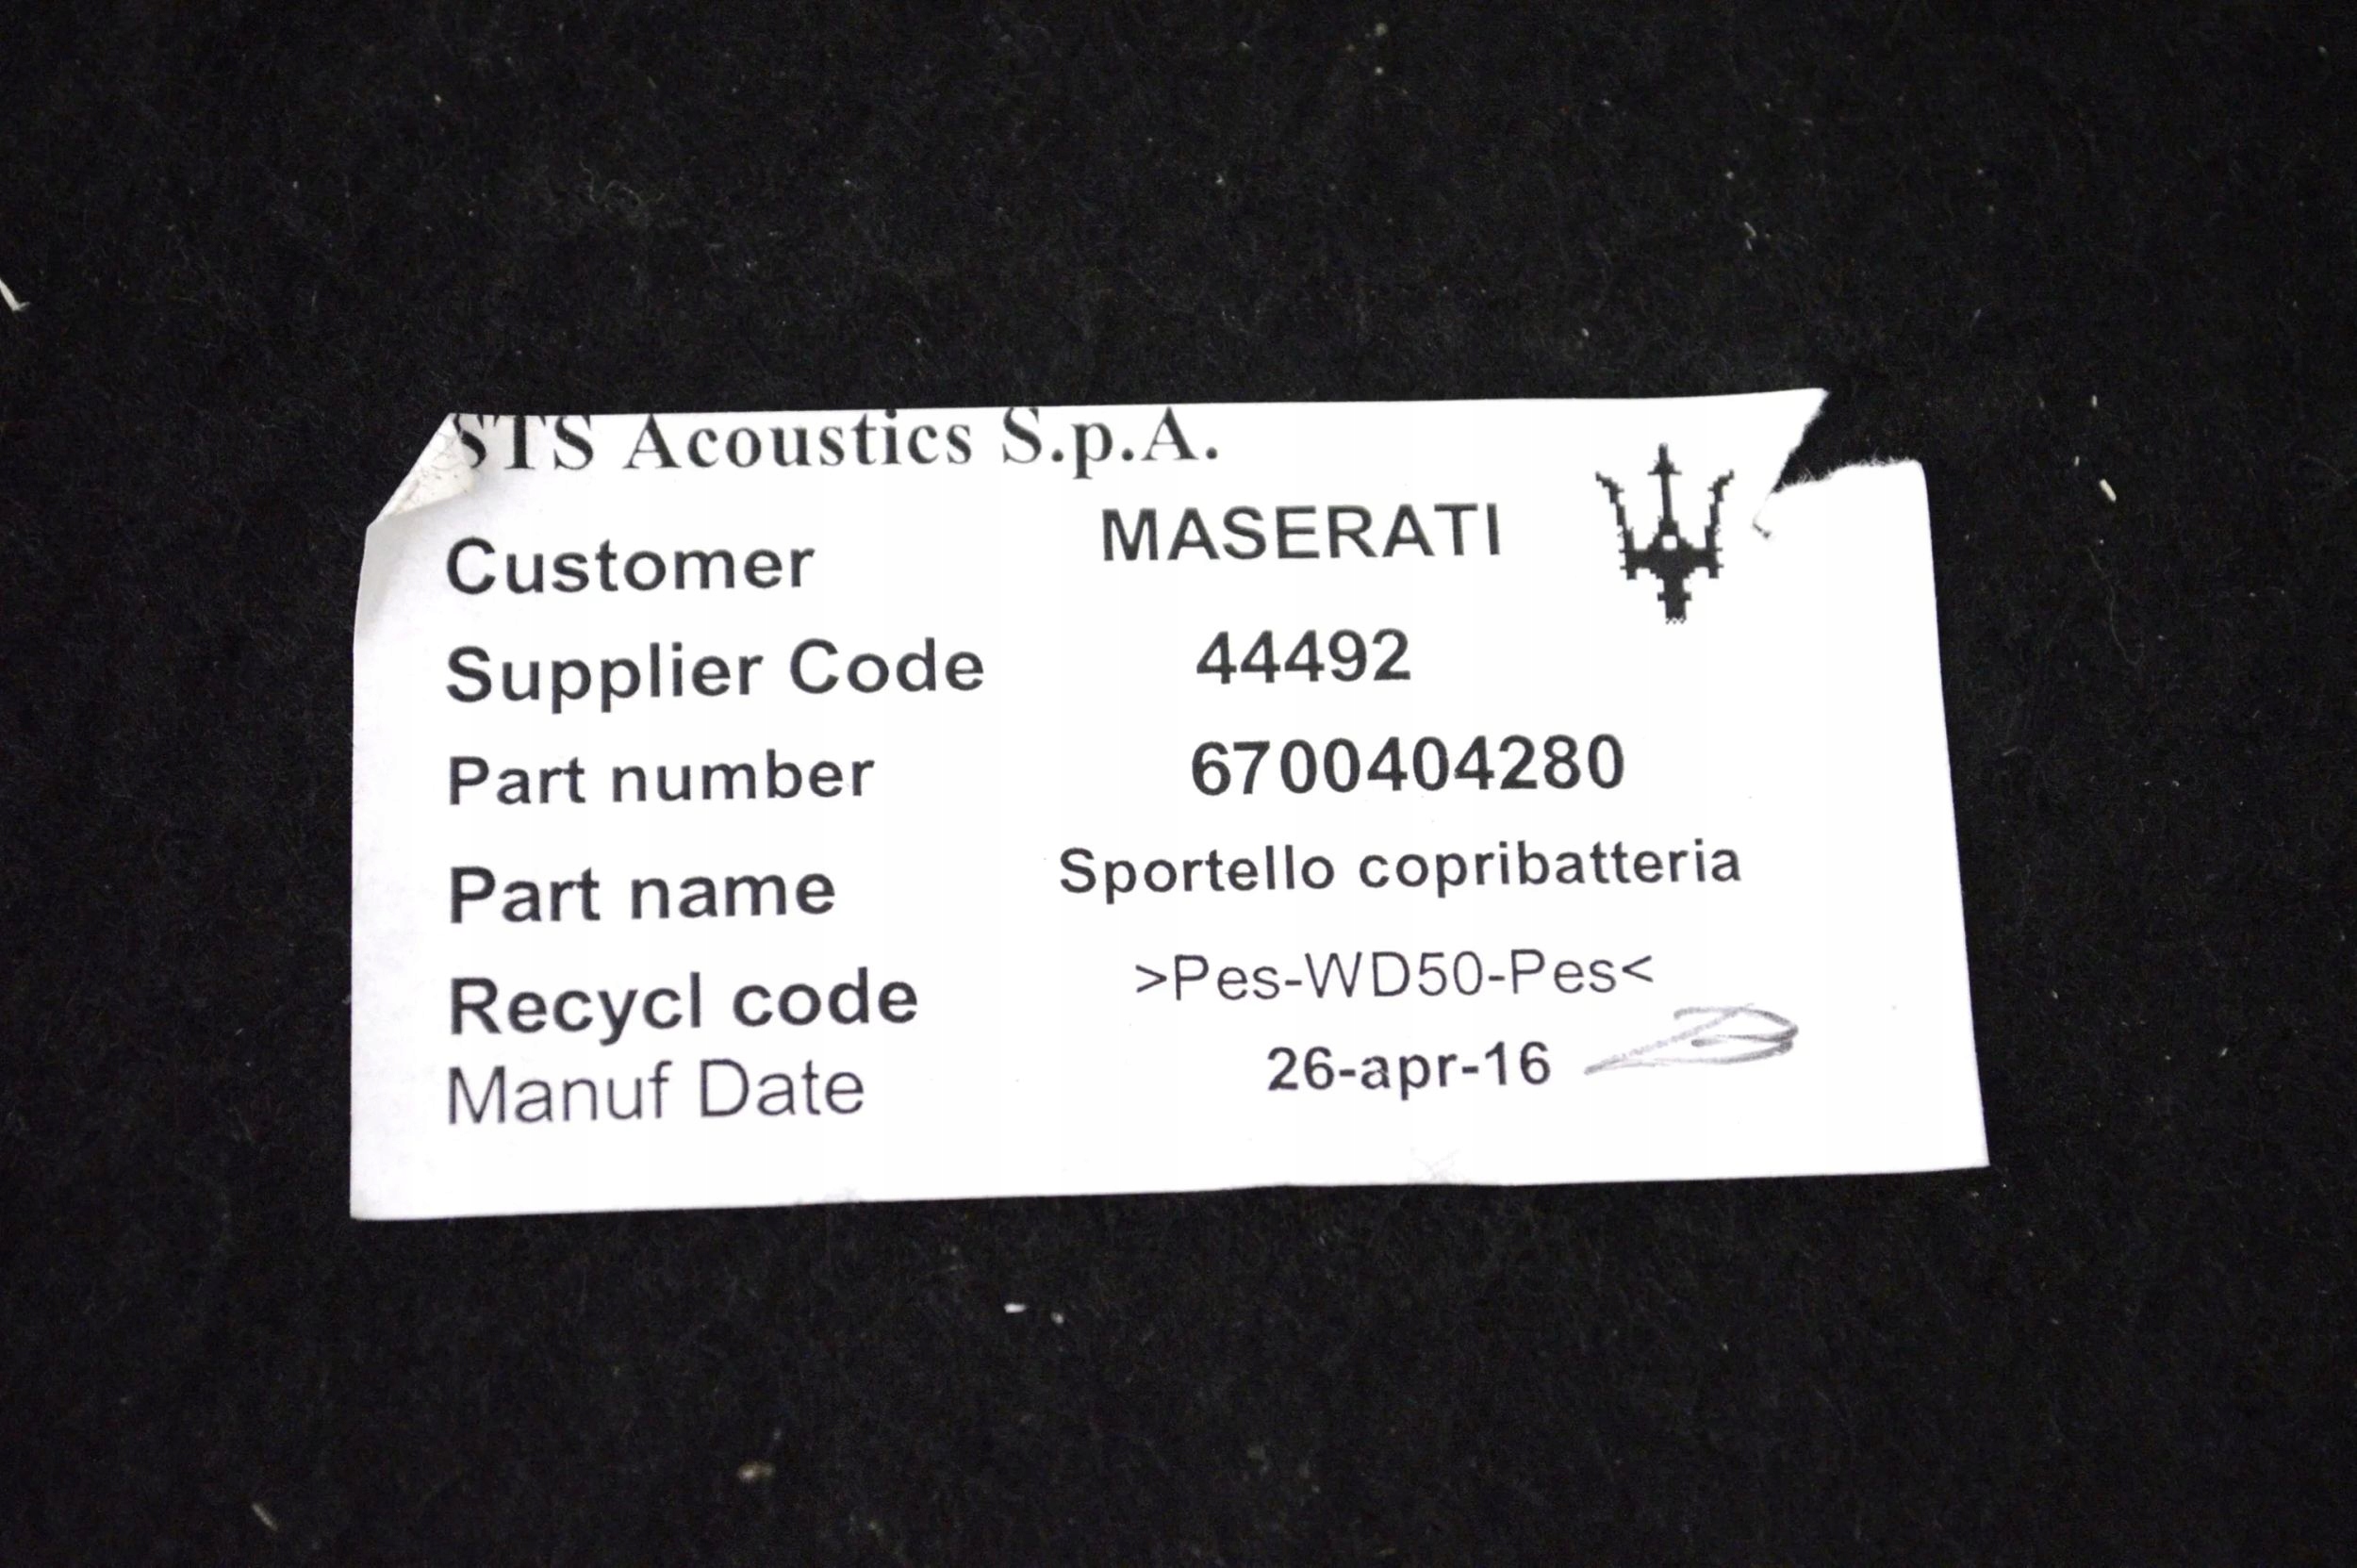 STS Acoustics S.p.A.
Customer MASERATI
Supplier Code 44492
Part number 6700404280
Part name Sportello copribatteria
Recycl code >Pes-WD50-Pes<
Manuf Date 26-apr-16